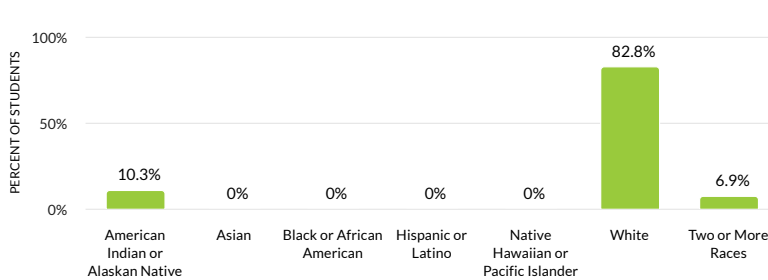 PERCENT OF STUDENTS
100%
50%
0%
10.3%
0%
0%
0%
0%
82.8%
6.9%
American
Indian or
Alaskan Native
Asian
Black or African
American
Hispanic or
Latino
Native
Hawaiian or
Pacific Islander
White
Two or More
Races